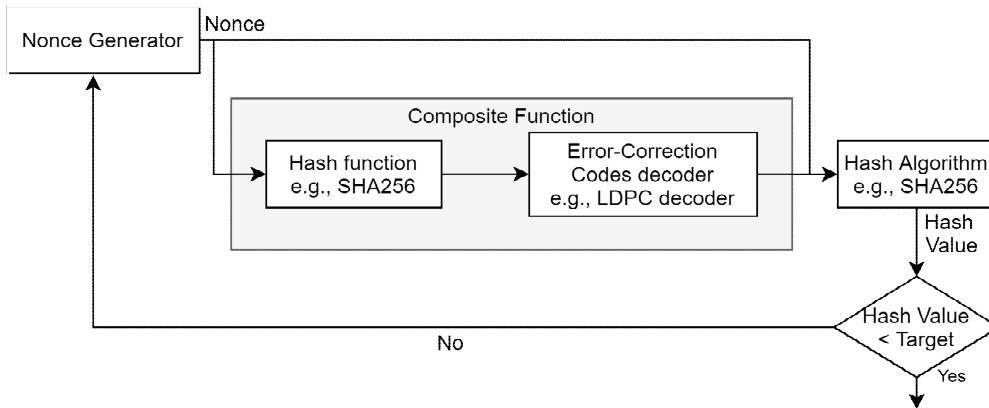 Nonce Generator
Nonce
Composite Function
Hash function
e.g., SHA256
Error-Correction
Codes decoder
e.g., LDPC decoder
Hash Algorithm
e.g., SHA256
Hash
Value
Hash Value
< Target
No
Yes